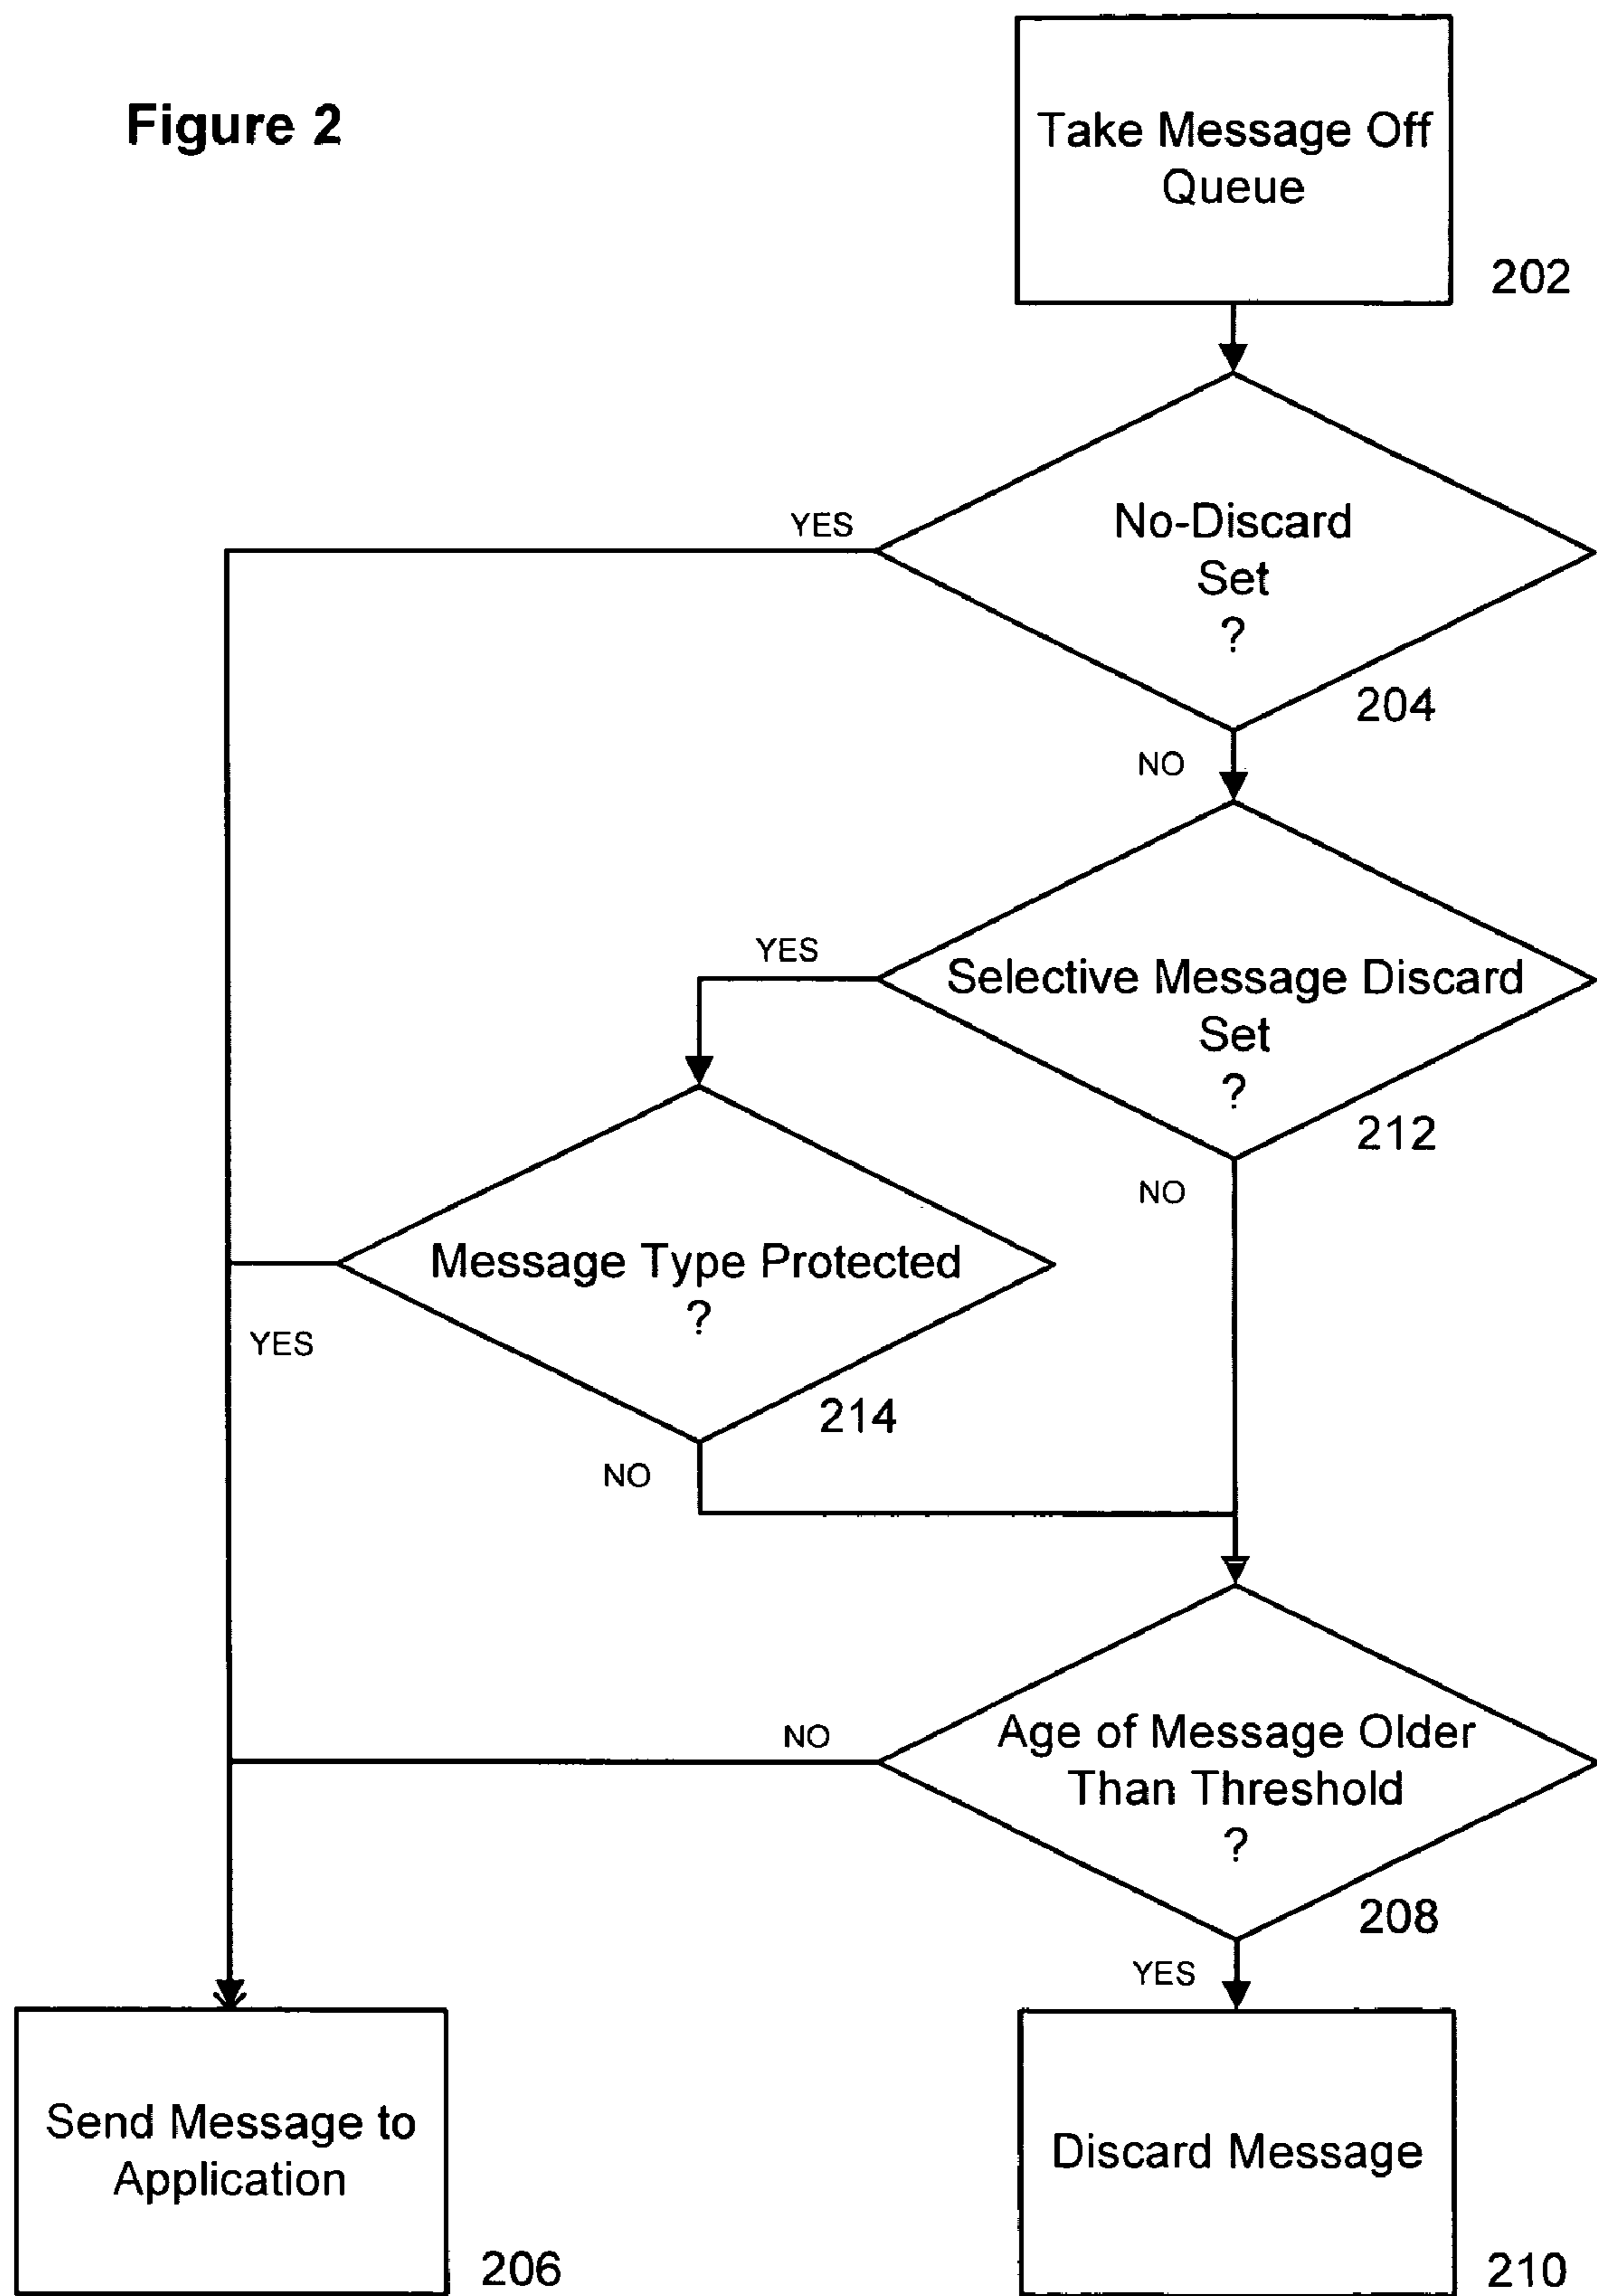 Figure 2
Take Message Off
Queue
202
No-Discard
Set
?
204
YES
NO
Selective Message Discard
Set
?
212
YES
NO
Message Type Protected
?
214
YES
NO
Age of Message Older
Than Threshold
?
208
NO
YES
Send Message to
Application
206
Discard Message
210